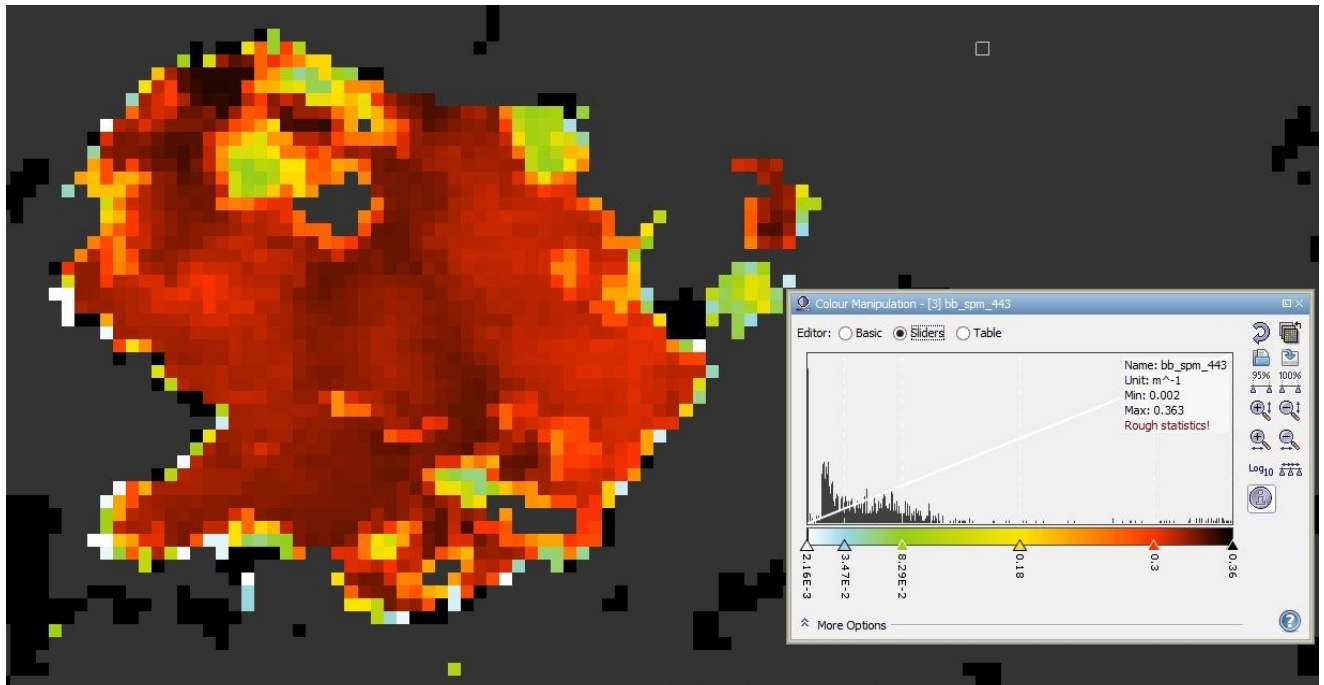 Colour Manipulation - [3] bb_spm_443
Editor: Basic Sliders Table
Name: bb_spm_443
Unit: m^-1
Min: 0.002
Max: 0.363
Rough statistics!
95% 100%
Log10
2.16E-3 3.47E-2 8.29E-2 0.18 0.3 0.36
More Options